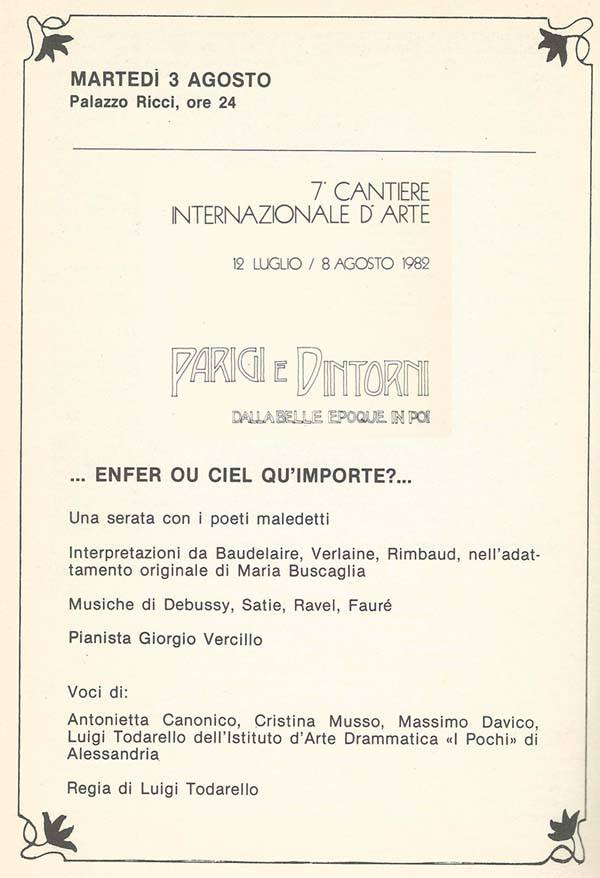 MARTEDÌ 3 AGOSTO
Palazzo Ricci, ore 24
7° CANTIERE
INTERNAZIONALE D'ARTE
12 LUGLIO / 8 AGOSTO 1982
PARIGI E DINTORNI
DALLA BELLE EPOQUE IN POI
... ENFER OU CIEL QU'IMPORTE?...
Una serata con i poeti maledetti
Interpretazioni da Baudelaire, Verlaine, Rimbaud, nell'adat-
tamento originale di Maria Buscaglia
Musiche di Debussy, Satie, Ravel, Fauré
Pianista Giorgio Vercillo
Voci di:
Antonietta Canonico, Cristina Musso, Massimo Davico,
Luigi Todarello dell'Istituto d'Arte Drammatica «I Pochi» di
Alessandria
Regia di Luigi Todarello